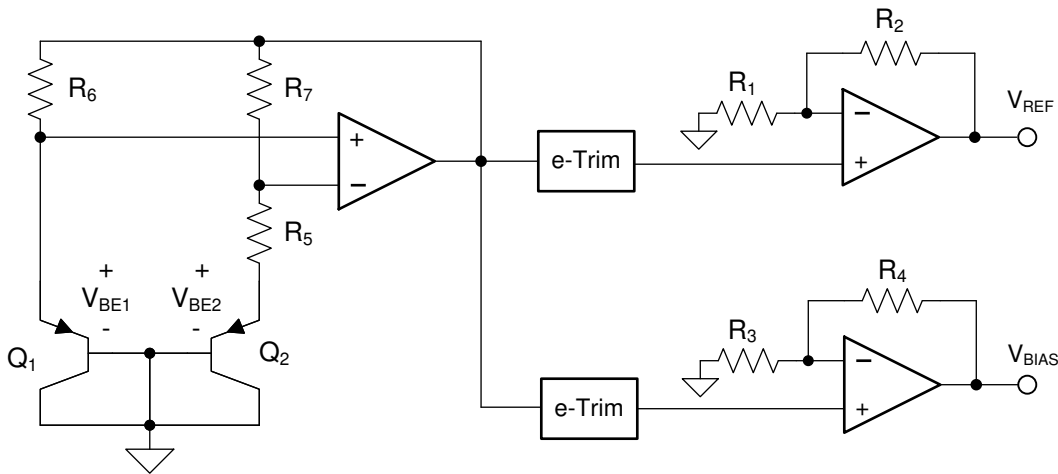 R2
R6
R7
R1
VREF
+
−
e-Trim
−
+
R5
+
+
VBE1
VBE2
-
-
Q1
Q2
R4
R3
VBIAS
e-Trim
−
+